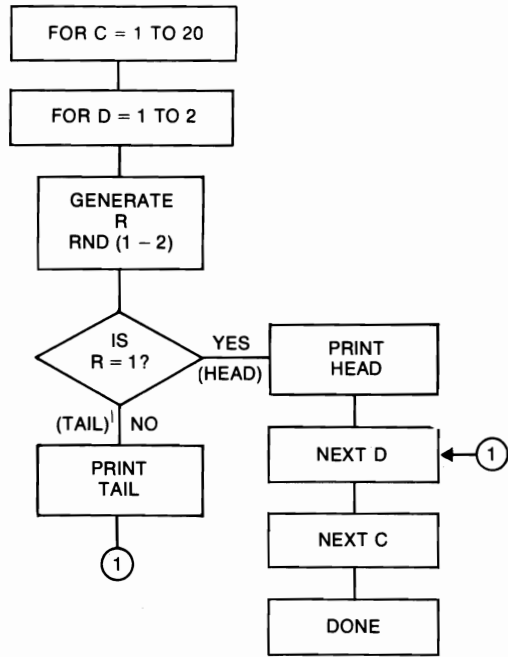 FOR C = 1 TO 20
FOR D = 1 TO 2
GENERATE
R
RND (1 – 2)
IS
R = 1?
YES
(HEAD)
PRINT
HEAD
(TAIL) NO
PRINT
TAIL
1
NEXT D
1
NEXT C
DONE